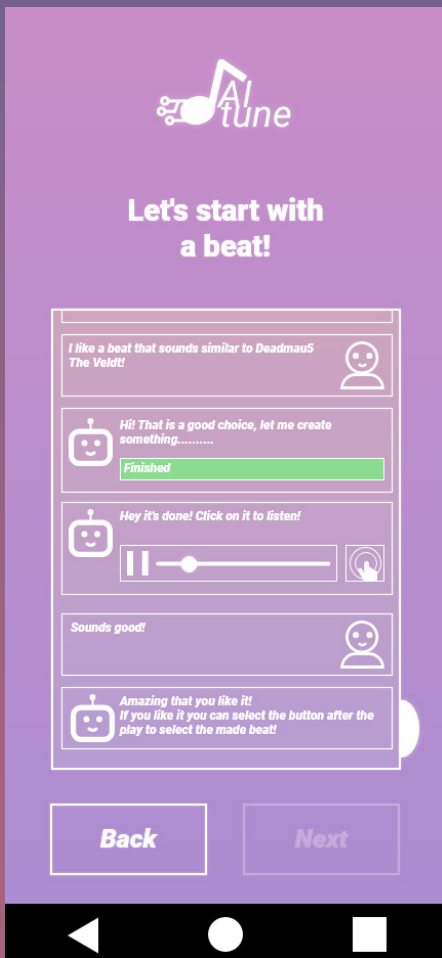 AI
tune
Let's start with
a beat!
I like a beat that sounds similar to Deadmau5
The Veldt!
Hi! That is a good choice, let me create
something..........
Finished
Hey it's done! Click on it to listen!
Sounds good!
Amazing that you like it!
If you like it you can select the button after the
play to select the made beat!
Back
Next